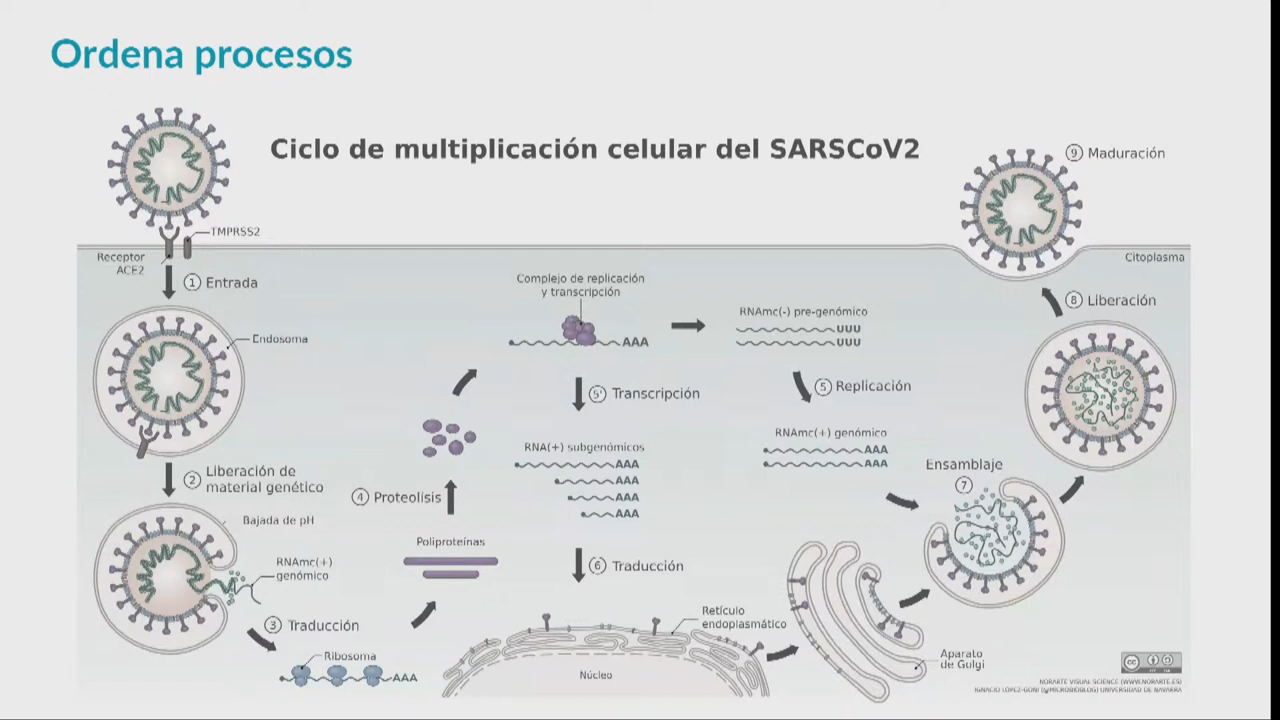 Ordena procesos
Ciclo de multiplicación celular del SARSCoV2
9 Maduración
TMPRSS2
Receptor
ACE2
Citoplasma
1 Entrada
Complejo de replicación
y transcripción
8 Liberación
RNAmc(-) pre-genómico
UUU
UUU
AAA
Endosoma
5' Transcripción
5 Replicación
RNAmc(+) genómico
AAA
AAA
RNA(+) subgenómicos
AAA
AAA
AAA
AAA
Ensamblaje
7
2 Liberación de
material genético
4 Proteolisis
Bajada de pH
Poliproteínas
RNAmc(+)
genómico
6 Traducción
Retículo
endoplasmático
3 Traducción
Ribosoma
AAA
Núcleo
Aparato
de Golgi
cc
NORARTE VISUAL SCIENCE (WWW.NORARTE.ES)
IGNACIO LÓPEZ-GOÑI (@MICROBIOBLOG) UNIVERSIDAD DE NAVARRA